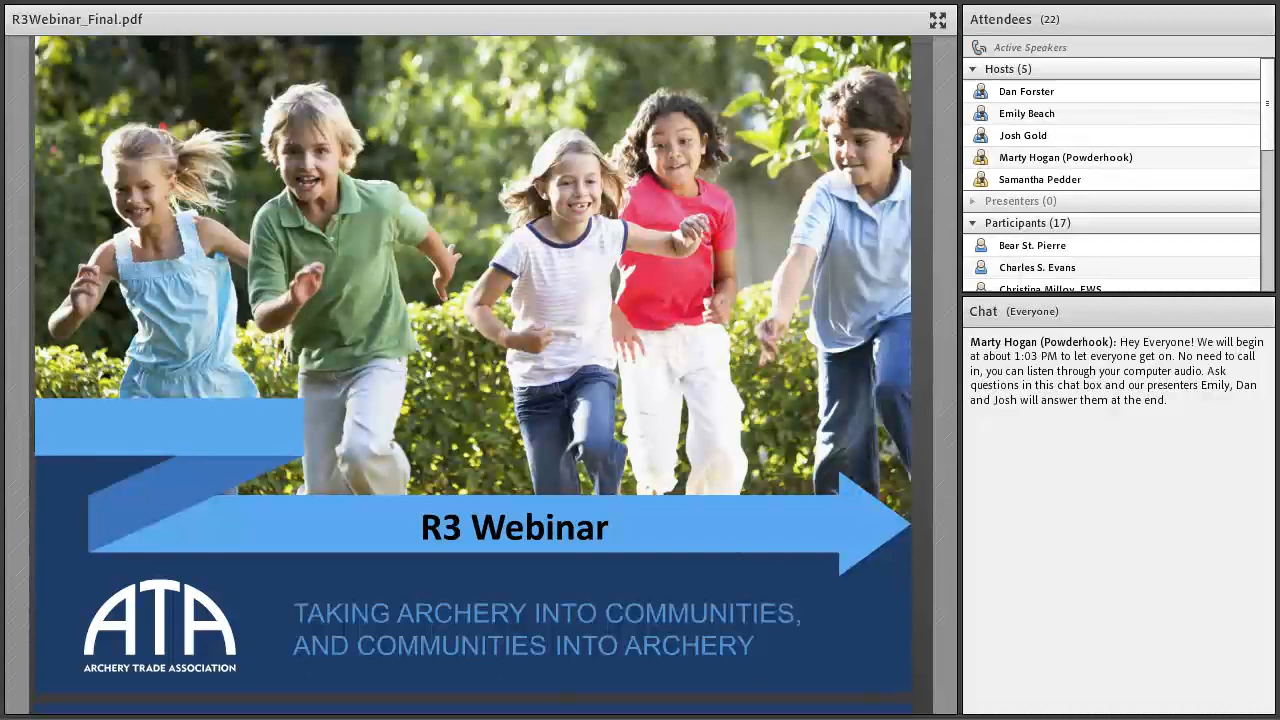 R3Webinar_Final.pdf
R3 Webinar
ATA
ARCHERY TRADE ASSOCIATION
TAKING ARCHERY INTO COMMUNITIES,
AND COMMUNITIES INTO ARCHERY
Attendees (22)
Active Speakers
Hosts (5)
Dan Forster
Emily Beach
Josh Gold
Marty Hogan (Powderhook)
Samantha Pedder
Presenters (0)
Participants (17)
Bear St. Pierre
Charles S. Evans
Christina Milloy, EWS
Chat (Everyone)
Marty Hogan (Powderhook): Hey Everyone! We will begin
at about 1:03 PM to let everyone get on. No need to call
in, you can listen through your computer audio. Ask
questions in this chat box and our presenters Emily, Dan
and Josh will answer them at the end.